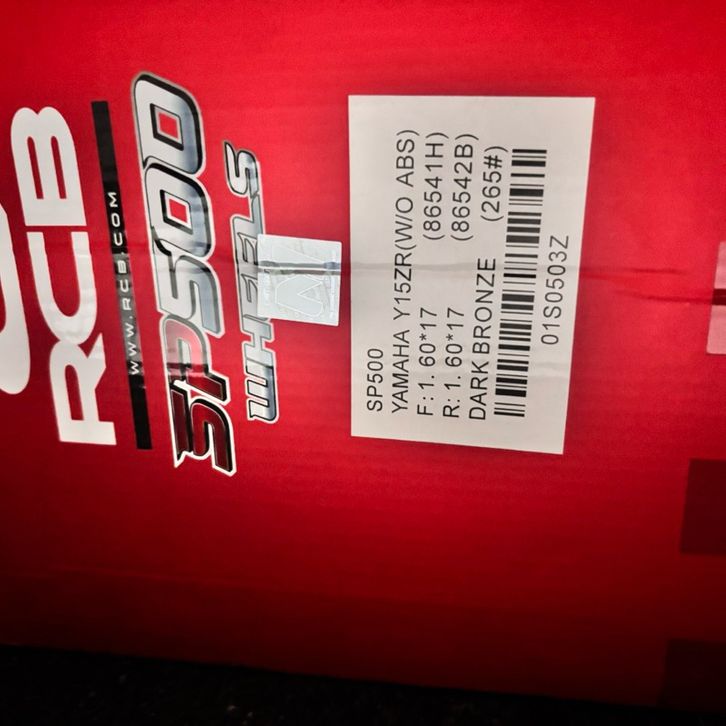 RCB
WWW.RCB.COM
SP500
WHEELS
SP500
YAMAHA Y15ZR(W/O ABS)
F:1.60*17 (86541H)
R:1.60*17 (86542B)
DARK BRONZE (265#)
01S0503Z